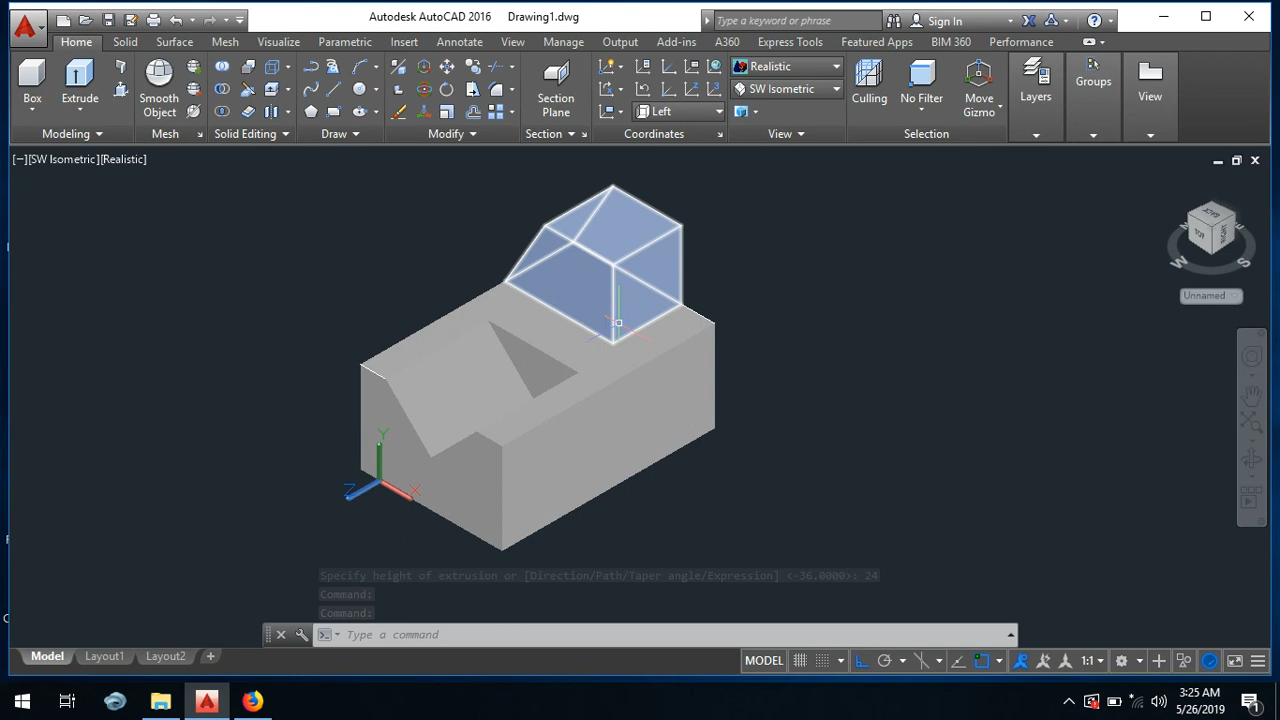 Autodesk AutoCAD 2016 Drawing1.dwg
Type a keyword or phrase
Sign In
Home Solid Surface Mesh Visualize Parametric Insert Annotate View Manage Output Add-ins A360 Express Tools Featured Apps BIM 360 Performance
Box
Extrude
Smooth
Object
Section
Plane
Left
Realistic
SW Isometric
Culling
No Filter
Move
Gizmo
Layers
Groups
View
Modeling
Mesh
Solid Editing
Draw
Modify
Section
Coordinates
View
Selection
[−][SW Isometric][Realistic]
BACK
TOP
RIGHT
W
S
Unnamed
Y
Z
X
Specify height of extrusion or [Direction/Path/Taper angle/Expression] <-36.0000>: 24
Command:
Command:
Type a command
Model Layout1 Layout2 +
MODEL
1:1
3:25 AM
5/26/2019
1